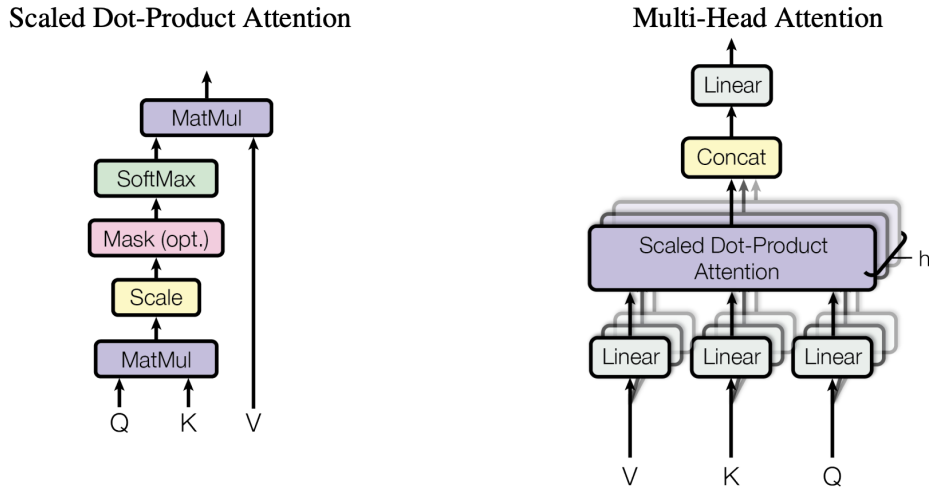 Scaled Dot-Product Attention
MatMul
SoftMax
Mask (opt.)
Scale
MatMul
Q K V
Multi-Head Attention
Linear
Concat
Scaled Dot-Product
Attention
h
Linear Linear Linear
V K Q